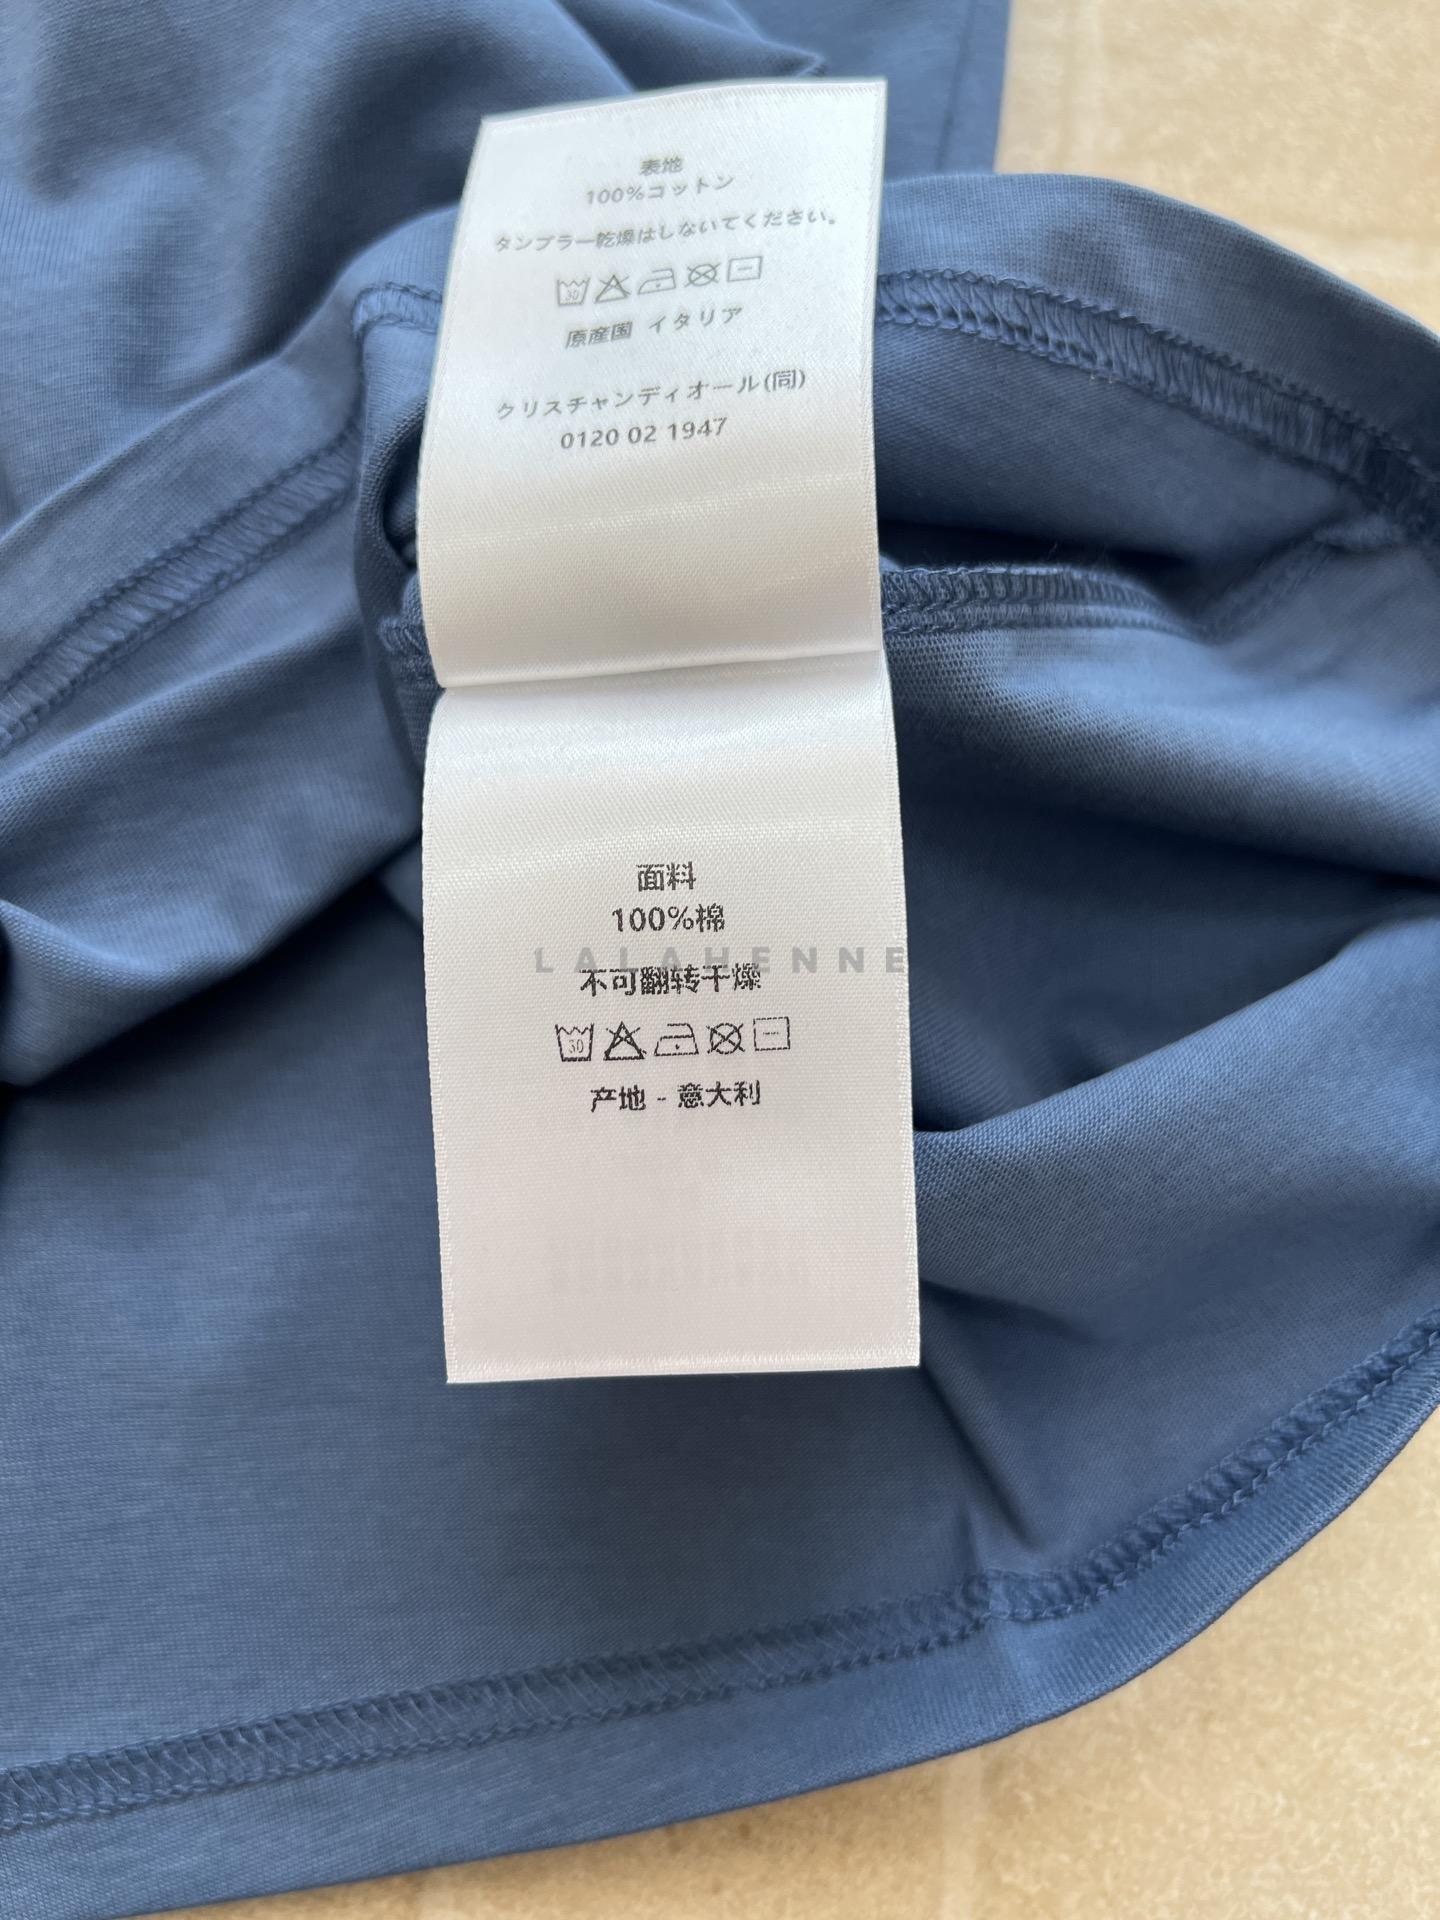 表地
100%コットン
タンブラー乾燥はしないてください。
30
原産国 イタリア
クリスチャンディオール(同)
0120 02 1947
面料
100%棉
LALAHENNE
不可翻转干燥
30
产地 - 意大利